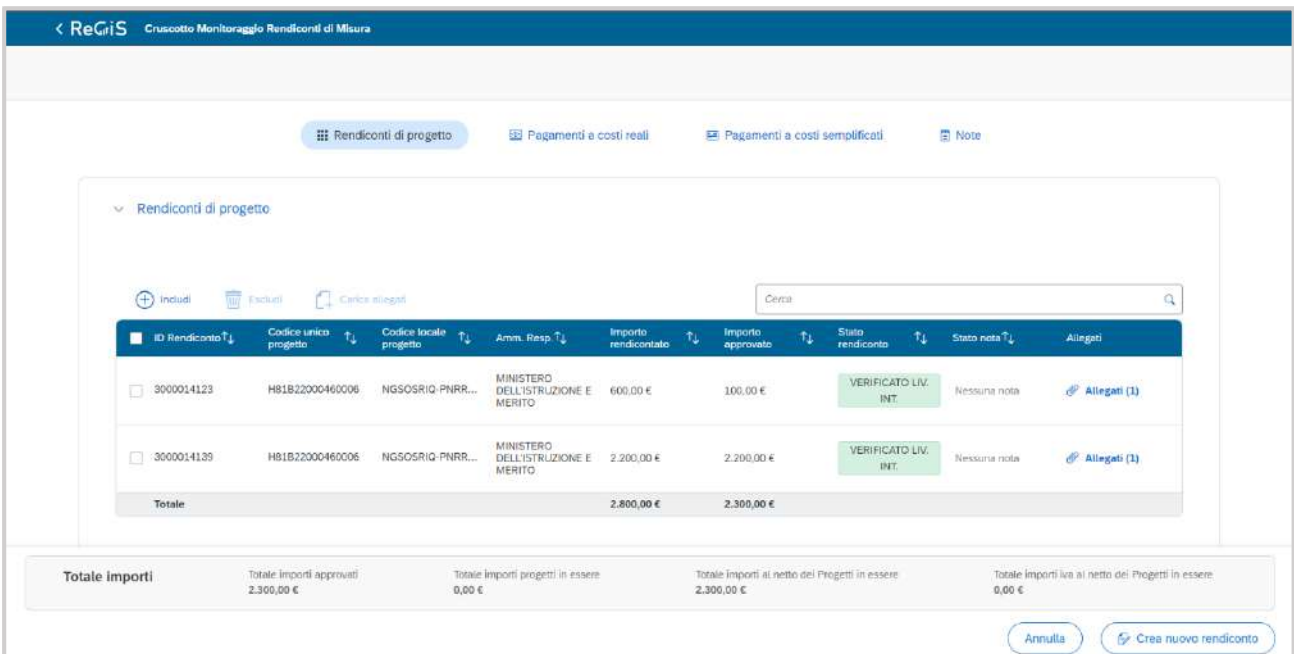 < ReGiS Cruscotto Monitoraggio Rendiconti di Misura
Rendiconti di progetto Pagamenti a costi reali Pagamenti a costi semplificati Note
Rendiconti di progetto
Includi Escludi Carica allegati Cerca
ID Rendiconto Codice unico progetto Codice locale progetto Amm. Resp. Importo rendicontato Importo approvato Stato rendiconto Stato nota Allegati
3000014123 H81B22000460006 NGSOSRIQ-PNRR... MINISTERO DELL'ISTRUZIONE E MERITO 600,00 € 100,00 € VERIFICATO LIV. INT. Nessuna nota Allegati (1)
3000014139 H81B22000460006 NGSOSRIQ-PNRR... MINISTERO DELL'ISTRUZIONE E MERITO 2.200,00 € 2.200,00 € VERIFICATO LIV. INT. Nessuna nota Allegati (1)
Totale 2.800,00 € 2.300,00 €
Totale importi
Totale importi approvati
2.300,00 €
Totale importi progetti in essere
0,00 €
Totale importi al netto dei Progetti in essere
2.300,00 €
Totale importi iva al netto dei Progetti in essere
0,00 €
Annulla Crea nuovo rendiconto